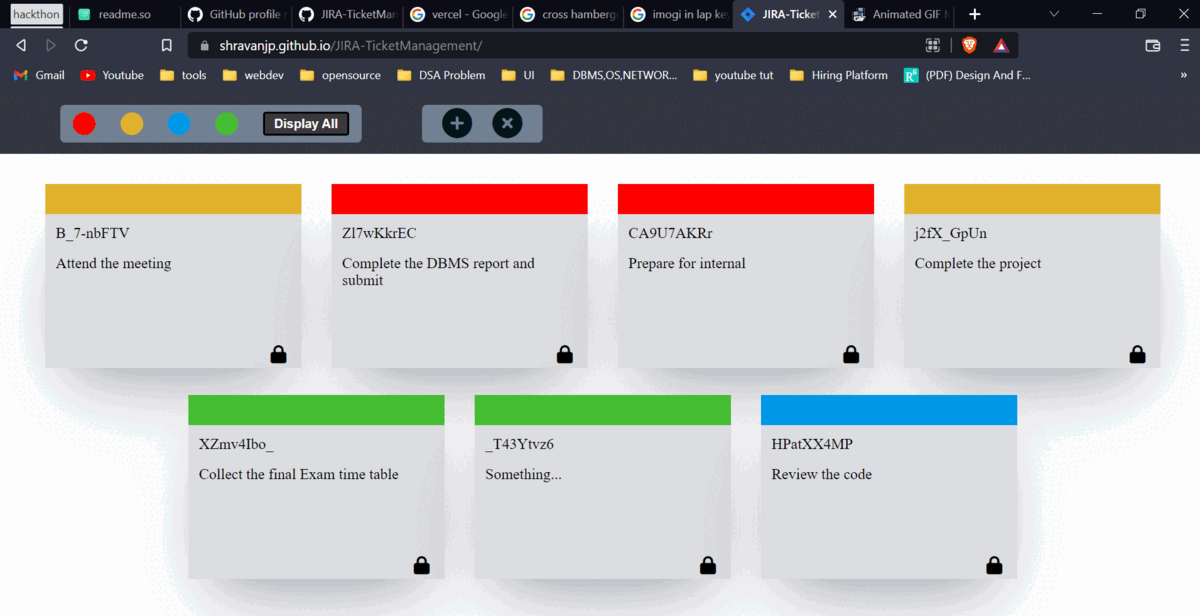 hackthon
readme.so
GitHub profile
JIRA-TicketMan
vercel - Google
cross hamberg
imogi in lap ke
JIRA-Ticket
Animated GIF M
shravanjp.github.io/JIRA-TicketManagement/
Gmail
Youtube
tools
webdev
opensource
DSA Problem
UI
DBMS,OS,NETWOR...
youtube tut
Hiring Platform
R⁶
(PDF) Design And F...
»
Display All
B_7-nbFTV
Attend the meeting
Zl7wKkrEC
Complete the DBMS report and
submit
CA9U7AKRr
Prepare for internal
j2fX_GpUn
Complete the project
XZmv4Ibo_
Collect the final Exam time table
_T43Ytvz6
Something...
HPatXX4MP
Review the code